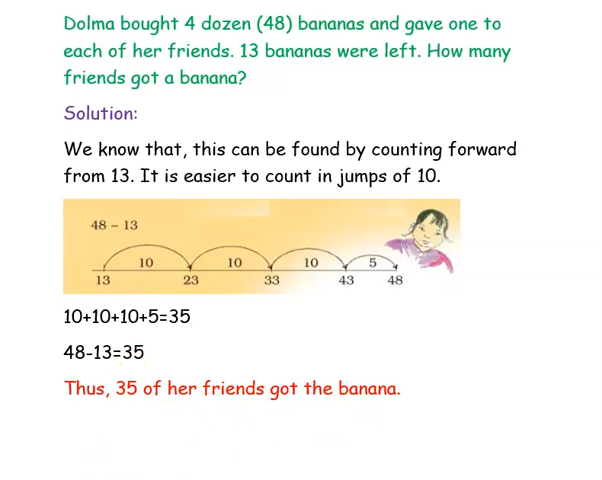 Dolma bought 4 dozen (48) bananas and gave one to
each of her friends. 13 bananas were left. How many
friends got a banana?
Solution:
We know that, this can be found by counting forward
from 13. It is easier to count in jumps of 10.
48 – 13
10 10 10 5
13 23 33 43 48
10+10+10+5=35
48-13=35
Thus, 35 of her friends got the banana.